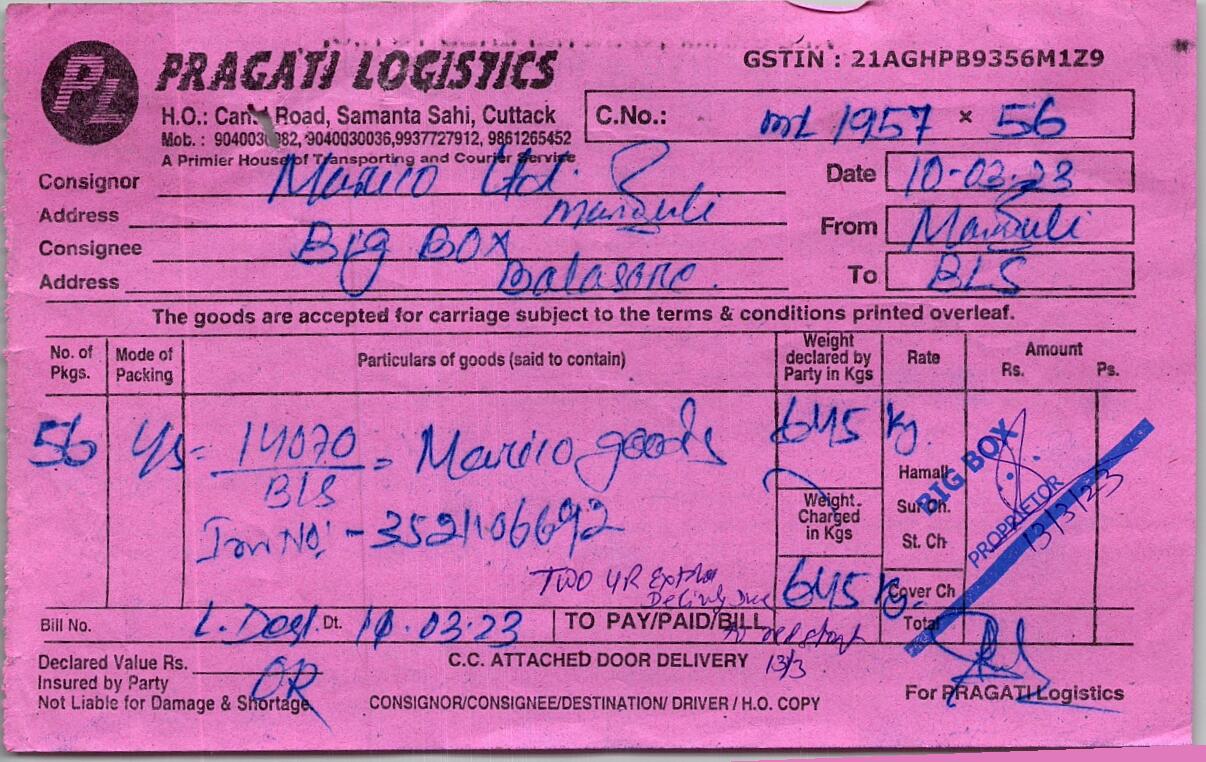 PRAGATI LOGISTICS
GSTIN : 21AGHPB9356M1Z9
H.O.: Road, Samanta Sahi, Cuttack
C.No.: ML 1957 x 56
Mob. : 9040030036,9937727912, 9861265452
A Primier House of Transporting and Courier Service
Consignor Marico Ltd.
Date 10-03-23
Address Manguli
From Manguli
Consignee Big BOX
Address Balasore.
To BLS
The goods are accepted for carriage subject to the terms & conditions printed overleaf.
No. of Pkgs.
Mode of Packing
Particulars of goods (said to contain)
Weight declared by Party in Kgs
Rate
Amount
Rs. Ps.
56 14070 = Marico goods 645 Kg.
BLS
Inv No: - 3521106692
Hamali
Weight Charged in Kgs
Sur Ch.
St. Ch
BIG BOX
PROPRIETOR
13/3/23
TWO
645 Kg.
Cover Ch
Total
Bill No. Dt. 10.03.23 TO PAY/PAID/BILL
13/3
Declared Value Rs.
C.C. ATTACHED DOOR DELIVERY
Insured by Party OR
Not Liable for Damage & Shortage.
CONSIGNOR/CONSIGNEE/DESTINATION/ DRIVER / H.O. COPY
For PRAGATI Logistics